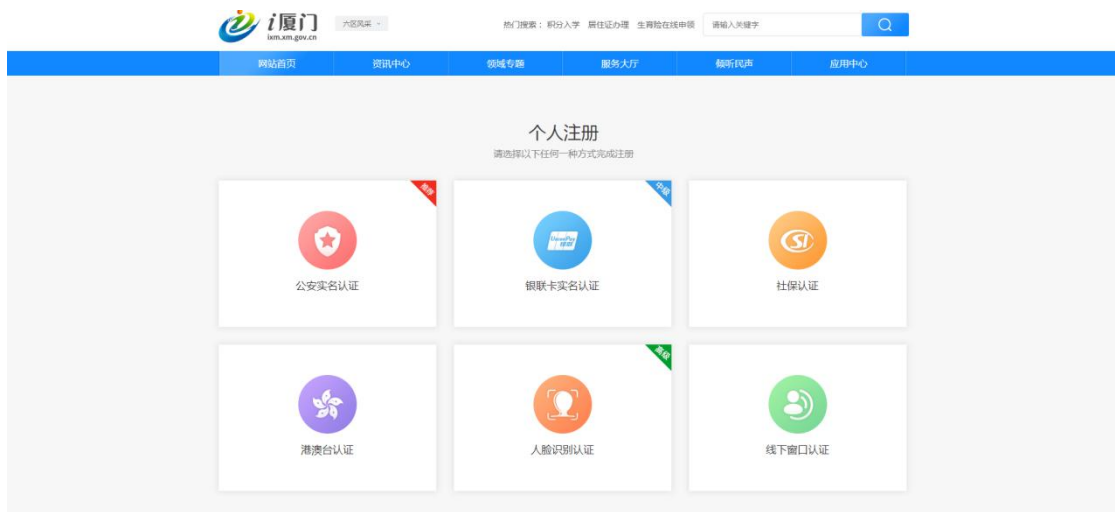 i厦门
ixm.xm.gov.cn
六区风采
热门搜索： 积分入学 居住证办理 生育险在线申领
请输入关键字
网站首页 资讯中心 领域专题 服务大厅 倾听民声 应用中心
个人注册
请选择以下任何一种方式完成注册
推荐
中级
公安实名认证
UnionPay
银联
银联卡实名认证
社保认证
高级
港澳台认证
人脸识别认证
线下窗口认证